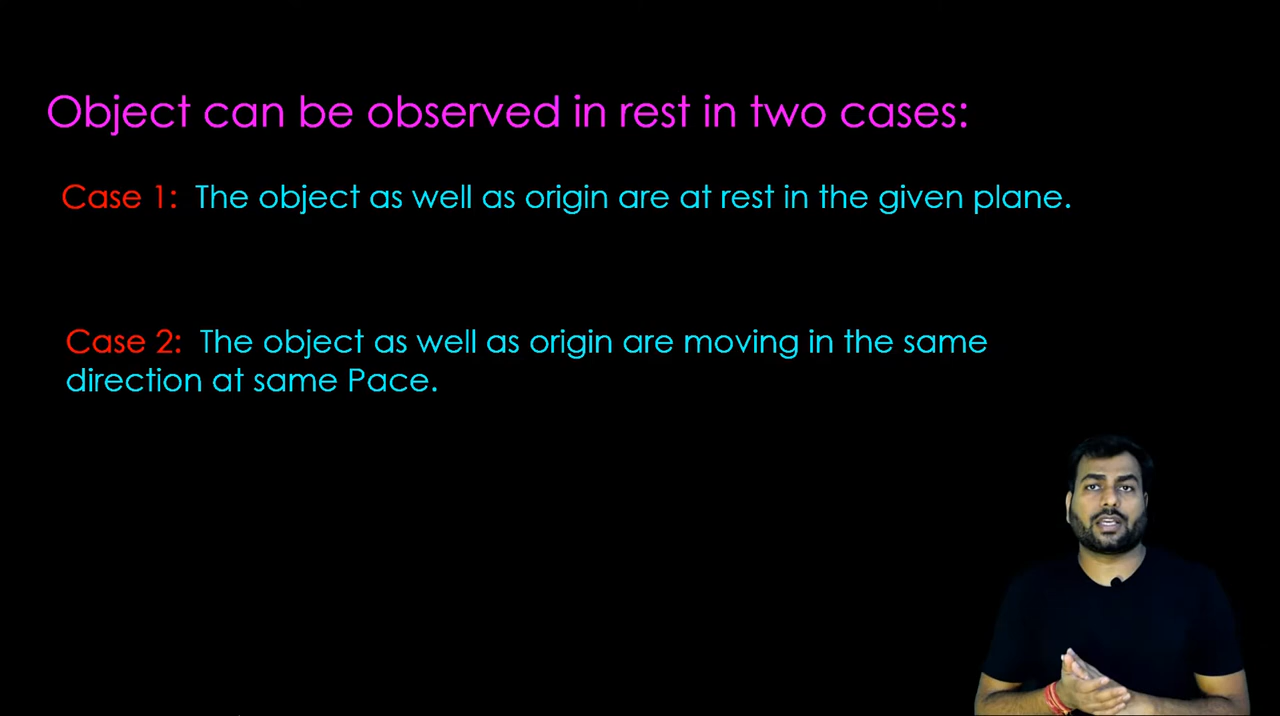 Object can be observed in rest in two cases:
Case 1: The object as well as origin are at rest in the given plane.
Case 2: The object as well as origin are moving in the same
direction at same Pace.